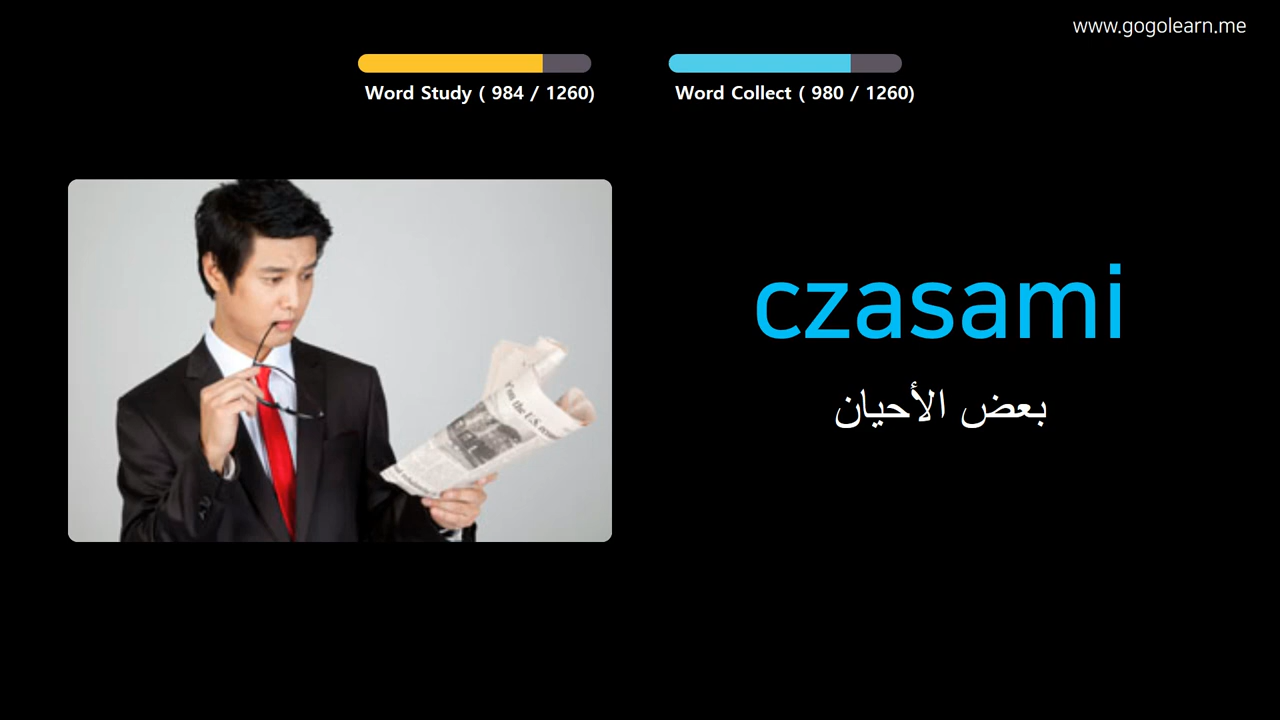 www.gogolearn.me
Word Study ( 984 / 1260)
Word Collect ( 980 / 1260)
czasami
بعض الأحيان